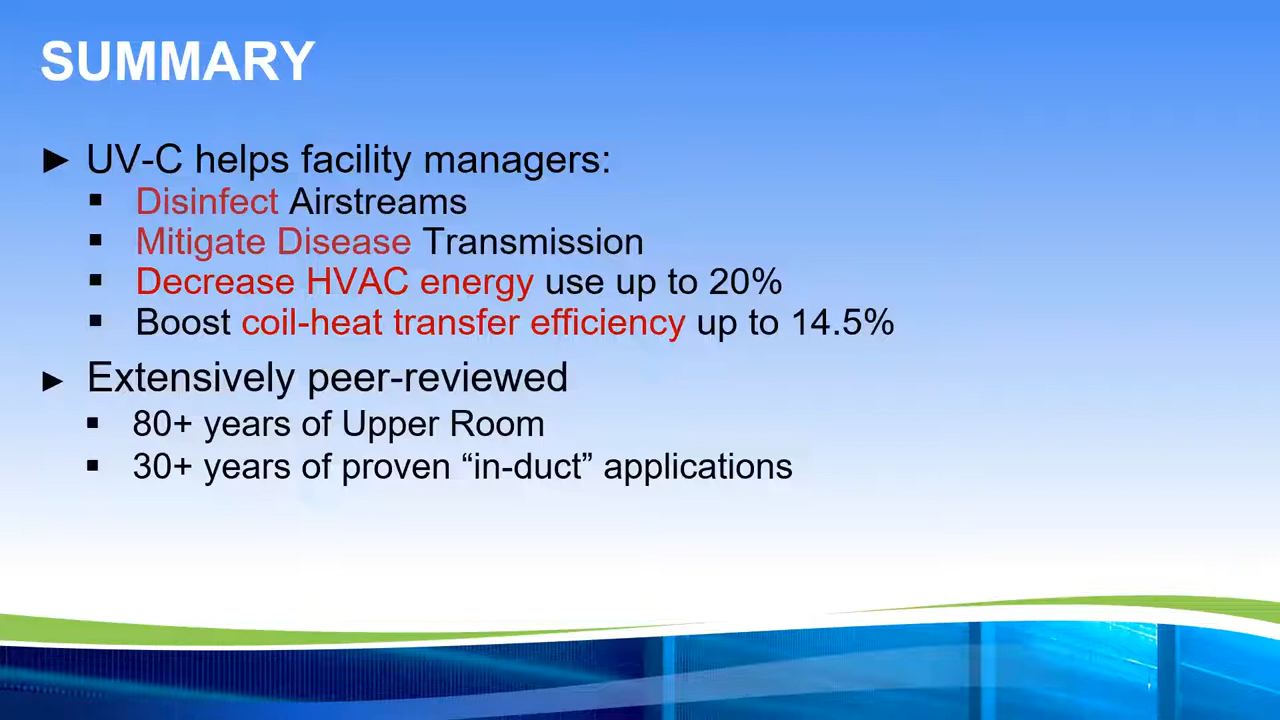 SUMMARY
► UV-C helps facility managers:
▪ Disinfect Airstreams
▪ Mitigate Disease Transmission
▪ Decrease HVAC energy use up to 20%
▪ Boost coil-heat transfer efficiency up to 14.5%
► Extensively peer-reviewed
▪ 80+ years of Upper Room
▪ 30+ years of proven “in-duct” applications